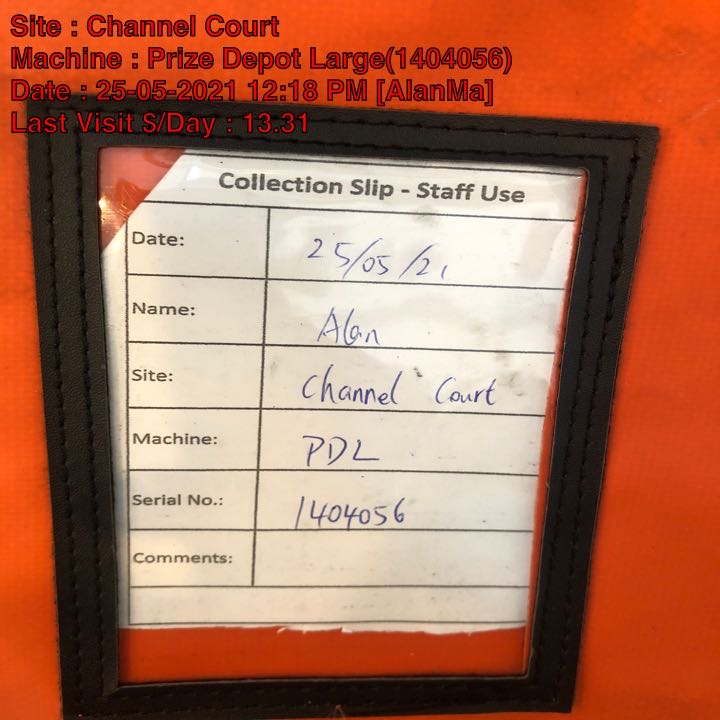 Site : Channel Court
Machine : Prize Depot Large(1404056)
Date : 25-05-2021 12:18 PM [AlanMa]
Last Visit $/Day : 13.31
Collection Slip - Staff Use
Date: 25/05/21
Name: Alan
Site: Channel Court
Machine: PDL
Serial No.: 1404056
Comments: